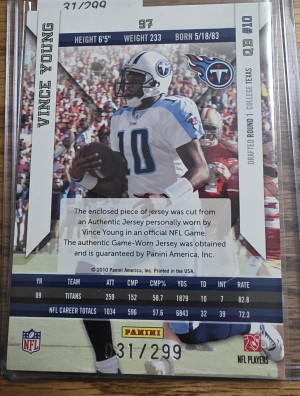 31/299
97
HEIGHT 6'5" WEIGHT 233 BORN 5/18/83
VINCE YOUNG
QB #10
DRAFTED ROUND 1 COLLEGE TEXAS
10
The enclosed piece of jersey was cut from
an Authentic Jersey personally worn by
Vince Young in an official NFL Game.
The authentic Game-Worn Jersey was obtained
and is guaranteed by Panini America, Inc.
© 2010 Panini America, Inc. Printed in the USA.
YR TEAM ATT CMP CMP% YDS TD INT RATE
09 TITANS 259 152 58.7 1879 10 7 82.8
NFL CAREER TOTALS 1034 596 57.6 6843 32 39 72.3
PANINI
031/299
NFL
NFL PLAYERS